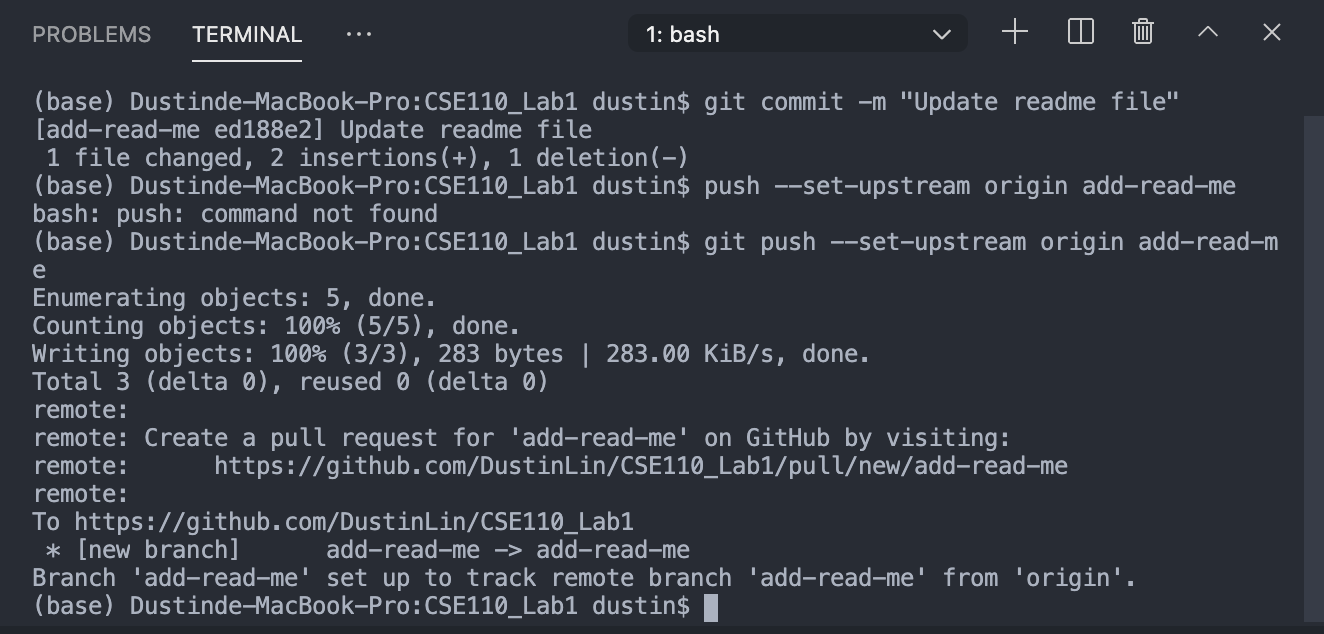 PROBLEMS TERMINAL ··· 1: bash
(base) Dustinde-MacBook-Pro:CSE110_Lab1 dustin$ git commit -m "Update readme file"
[add-read-me ed188e2] Update readme file
 1 file changed, 2 insertions(+), 1 deletion(-)
(base) Dustinde-MacBook-Pro:CSE110_Lab1 dustin$ push --set-upstream origin add-read-me
bash: push: command not found
(base) Dustinde-MacBook-Pro:CSE110_Lab1 dustin$ git push --set-upstream origin add-read-m
e
Enumerating objects: 5, done.
Counting objects: 100% (5/5), done.
Writing objects: 100% (3/3), 283 bytes | 283.00 KiB/s, done.
Total 3 (delta 0), reused 0 (delta 0)
remote:
remote: Create a pull request for 'add-read-me' on GitHub by visiting:
remote:      https://github.com/DustinLin/CSE110_Lab1/pull/new/add-read-me
remote:
To https://github.com/DustinLin/CSE110_Lab1
 * [new branch]      add-read-me -> add-read-me
Branch 'add-read-me' set up to track remote branch 'add-read-me' from 'origin'.
(base) Dustinde-MacBook-Pro:CSE110_Lab1 dustin$